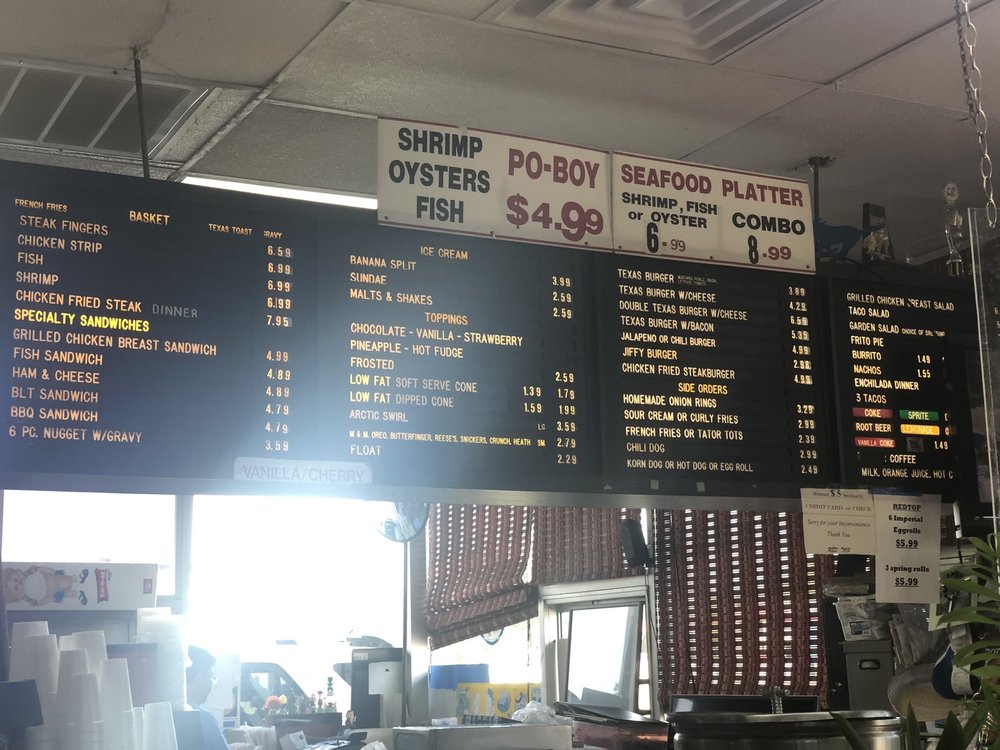 SHRIMP
OYSTERS
FISH
PO-BOY
$4.99
SEAFOOD PLATTER
SHRIMP, FISH
or OYSTER
6.99
COMBO
8.99
FRENCH FRIES BASKET TEXAS TOAST
STEAK FINGERS 6.59
CHICKEN STRIP 6.99
FISH 6.99
SHRIMP 6.99
CHICKEN FRIED STEAK DINNER 7.95
SPECIALTY SANDWICHES
GRILLED CHICKEN BREAST SANDWICH 4.99
FISH SANDWICH 4.89
HAM & CHEESE 4.89
BLT SANDWICH 4.79
BBQ SANDWICH 4.79
6 PC. NUGGET W/GRAVY 3.59
ICE CREAM
BANANA SPLIT 3.99
SUNDAE 2.59
MALTS & SHAKES 2.59
TOPPINGS
CHOCOLATE - VANILLA - STRAWBERRY
PINEAPPLE - HOT FUDGE
FROSTED 2.59
LOW FAT SOFT SERVE CONE 1.39 1.79
LOW FAT DIPPED CONE 1.59 1.99
ARCTIC SWIRL LG 3.59
M & M, OREO, BUTTERFINGER, REESE'S, SNICKERS, CRUNCH, HEATH SM 2.79
FLOAT 2.29
VANILLA/CHERRY
TEXAS BURGER 3.89
TEXAS BURGER W/CHEESE 4.29
DOUBLE TEXAS BURGER W/CHEESE
TEXAS BURGER W/BACON
JALAPENO OR CHILI BURGER 4.99
JIFFY BURGER
CHICKEN FRIED STEAKBURGER 4.99
SIDE ORDERS
HOMEMADE ONION RINGS 3.29
SOUR CREAM OR CURLY FRIES 2.99
FRENCH FRIES OR TATOR TOTS 2.39
CHILI DOG 2.99
KORN DOG OR HOT DOG OR EGG ROLL 2.49
GRILLED CHICKEN BREAST SALAD
TACO SALAD
GARDEN SALAD CHOICE OF
FRITO PIE
BURRITO 1.49
NACHOS 1.55
ENCHILADA DINNER
3 TACOS
COKE SPRITE
ROOT BEER LEMONADE
VANILLA COKE 1.49
COFFEE
MILK, ORANGE JUICE, HOT C
Minimum $5 purchase
CREDIT CARD or CHECK
Sorry for your inconvenience
Thank You
RED TOP
REDTOP
6 Imperial
Eggrolls
$5.99
3 spring rolls
$5.99